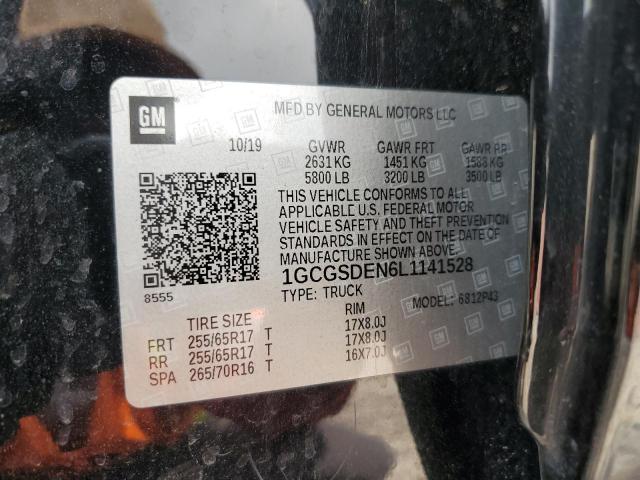 GM
MFD BY GENERAL MOTORS LLC
10/19 GVWR GAWR FRT GAWR RR
2631 KG 1451 KG 1588 KG
5800 LB 3200 LB 3500 LB
THIS VEHICLE CONFORMS TO ALL
APPLICABLE U.S. FEDERAL MOTOR
VEHICLE SAFETY AND THEFT PREVENTION
STANDARDS IN EFFECT ON THE DATE OF
MANUFACTURE SHOWN ABOVE.
1GCGSDEN6L1141528
8555
TYPE: TRUCK MODEL: 6812P43
TIRE SIZE RIM
FRT 255/65R17 T 17X8.0J
RR 255/65R17 T 17X8.0J
SPA 265/70R16 T 16X7.0J